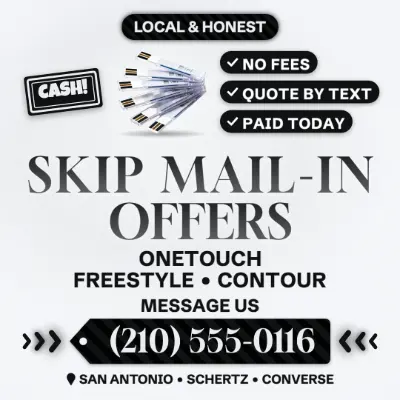 LOCAL & HONEST
CASH!
NO FEES
QUOTE BY TEXT
PAID TODAY
SKIP MAIL-IN
OFFERS
ONETOUCH
FREESTYLE • CONTOUR
MESSAGE US
(210) 555-0116
SAN ANTONIO • SCHERTZ • CONVERSE